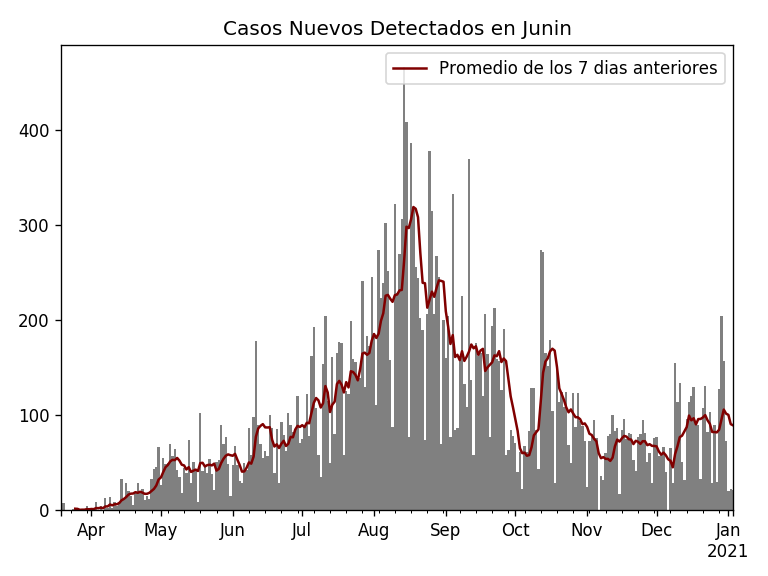 Casos Nuevos Detectados en Junin
Promedio de los 7 dias anteriores
400
300
200
100
0
Apr May Jun Jul Aug Sep Oct Nov Dec Jan
2021